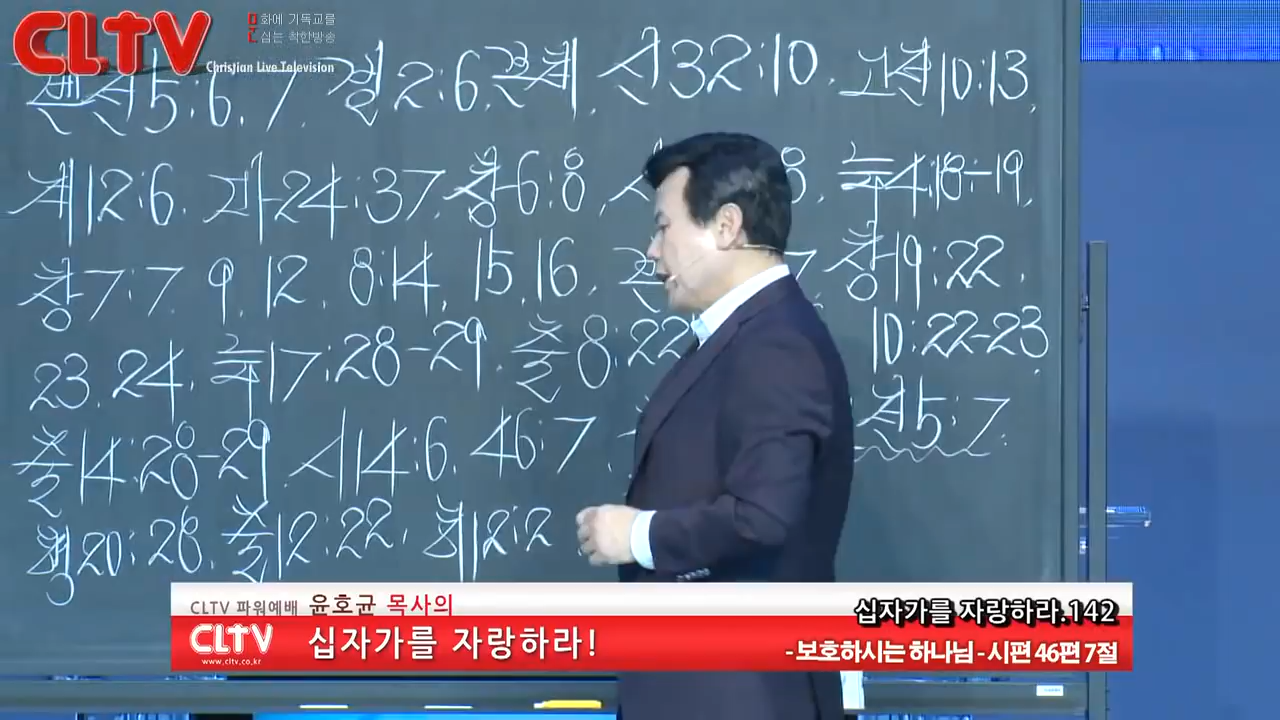 CLTV
문화에 기독교를
심는 착한방송
Christian Live Television
벧전5:6, 7, 렘2:6, 신32:10, 고전10:13,
계12:6, 마24:37, 창6:8, 눅4:18-19,
창7:7, 9, 12, 8:14, 15, 16, 창19:22,
23, 24, 눅17:28-29, 출8:22 10:22-23,
출14:28-29, 시14:6, 46:7, 5:7,
행20:28, 출12:22, 히12:2
CLTV 파워예배 윤호균 목사의
십자가를 자랑하라.142
CLTV
www.cltv.co.kr
십자가를 자랑하라!
- 보호하시는 하나님 - 시편 46편 7절